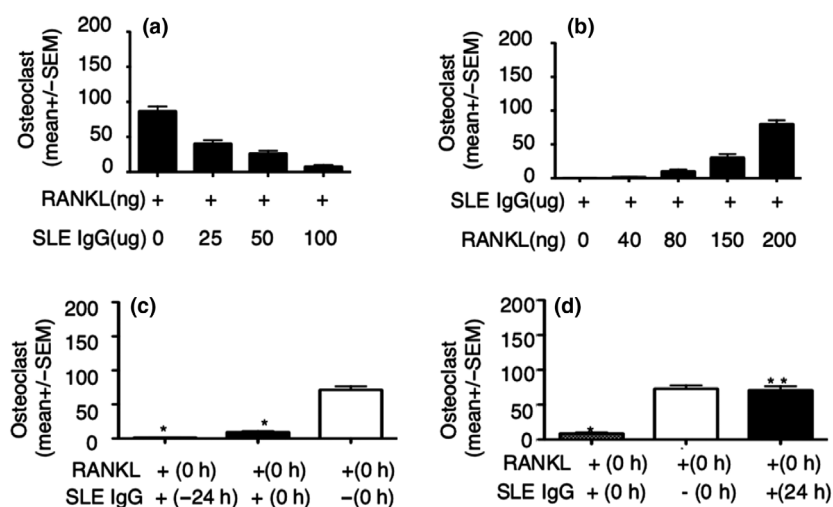 (a)
Osteoclast
(mean+/−SEM)
200
150
100
50
0
RANKL(ng) + + + +
SLE IgG(ug) 0 25 50 100
(b)
Osteoclast
(mean+/−SEM)
200
150
100
50
0
SLE IgG(ug) + + + + +
RANKL(ng) 0 40 80 150 200
(c)
Osteoclast
(mean+/−SEM)
200
150
100
50
0
* *
RANKL + (0 h) +(0 h) +(0 h)
SLE IgG +(−24 h) + (0 h) −(0 h)
(d)
Osteoclast
(mean+/−SEM)
200
150
100
50
0
* **
RANKL + (0 h) +(0 h) +(0 h)
SLE IgG + (0 h) - (0 h) +(24 h)